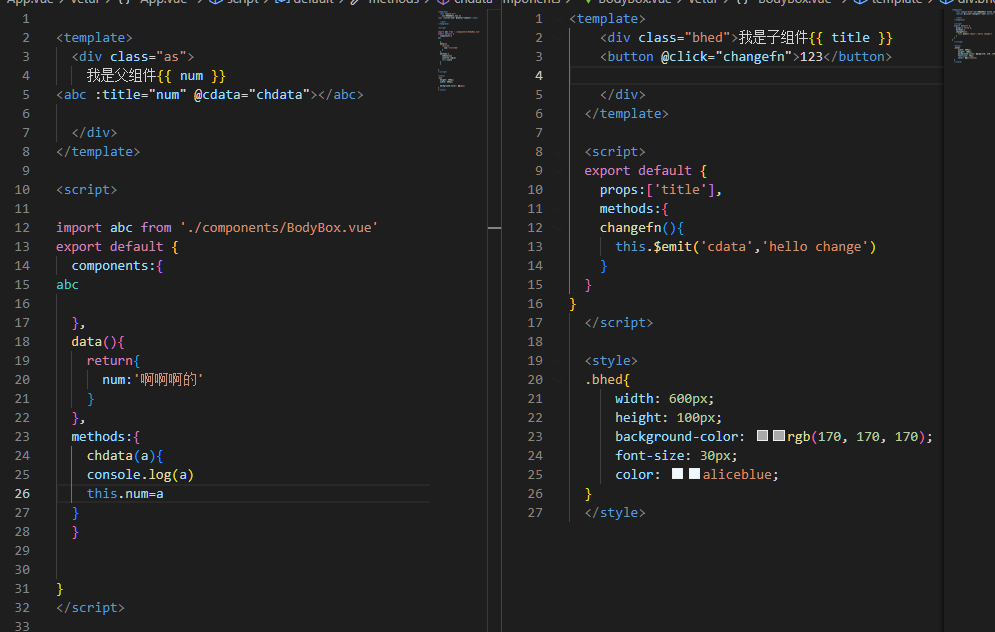 App.vue > Vetur > {} App.vue > script > default > methods > chdata
1
2 <template>
3 <div class="as">
4 我是父组件{{ num }}
5 <abc :title="num" @cdata="chdata"></abc>
6
7 </div>
8 </template>
9
10 <script>
11
12 import abc from './components/BodyBox.vue'
13 export default {
14 components:{
15 abc
16
17 },
18 data(){
19 return{
20 num:'啊啊啊的'
21 }
22 },
23 methods:{
24 chdata(a){
25 console.log(a)
26 this.num=a
27 }
28 }
29
30
31 }
32 </script>
33
mponents > BodyBox.vue > Vetur > {} BodyBox.vue > template > div.bh
1 <template>
2 <div class="bhed">我是子组件{{ title }}
3 <button @click="changefn">123</button>
4
5 </div>
6 </template>
7
8 <script>
9 export default {
10 props:['title'],
11 methods:{
12 changefn(){
13 this.$emit('cdata','hello change')
14 }
15 }
16 }
17 </script>
18
19 <style>
20 .bhed{
21 width: 600px;
22 height: 100px;
23 background-color: rgb(170, 170, 170);
24 font-size: 30px;
25 color: aliceblue;
26 }
27 </style>